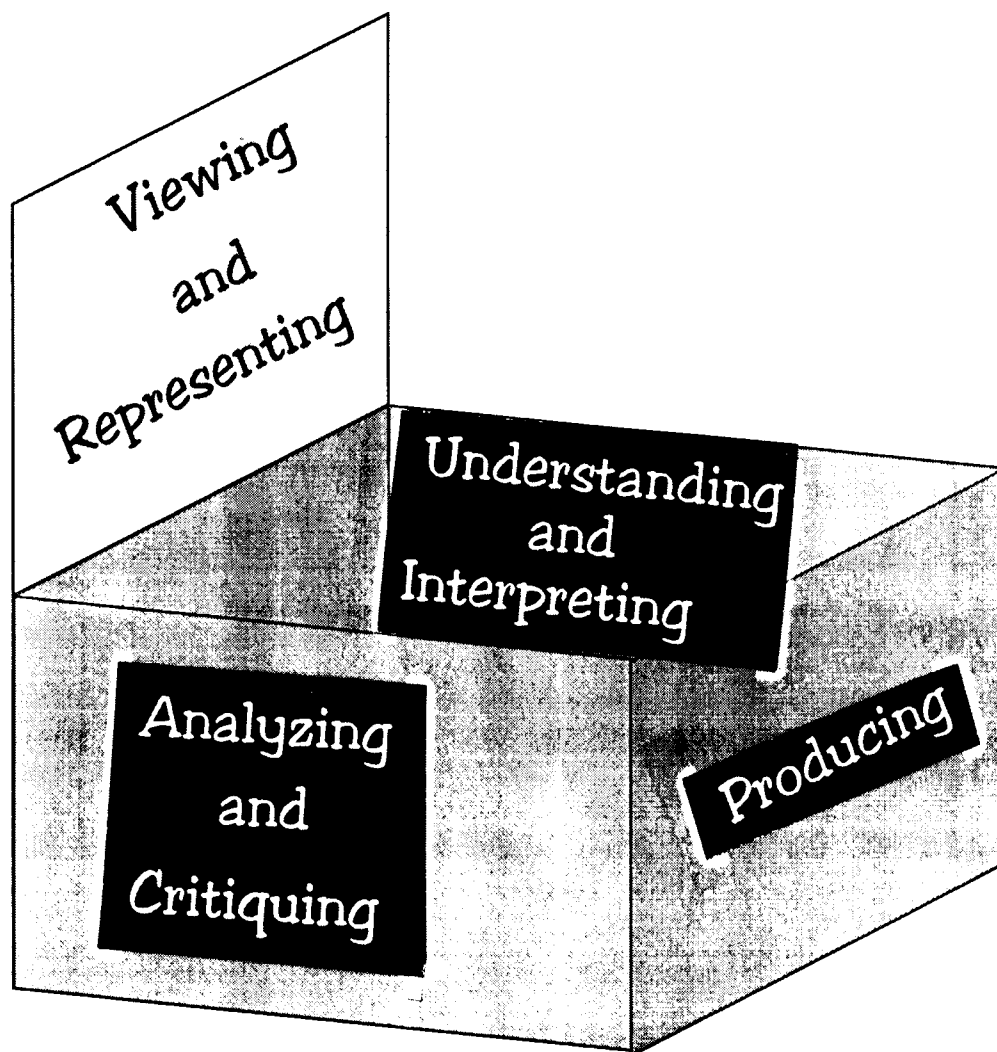 Viewing
and
Representing
Understanding
and
Interpreting
Analyzing
and
Critiquing
Producing